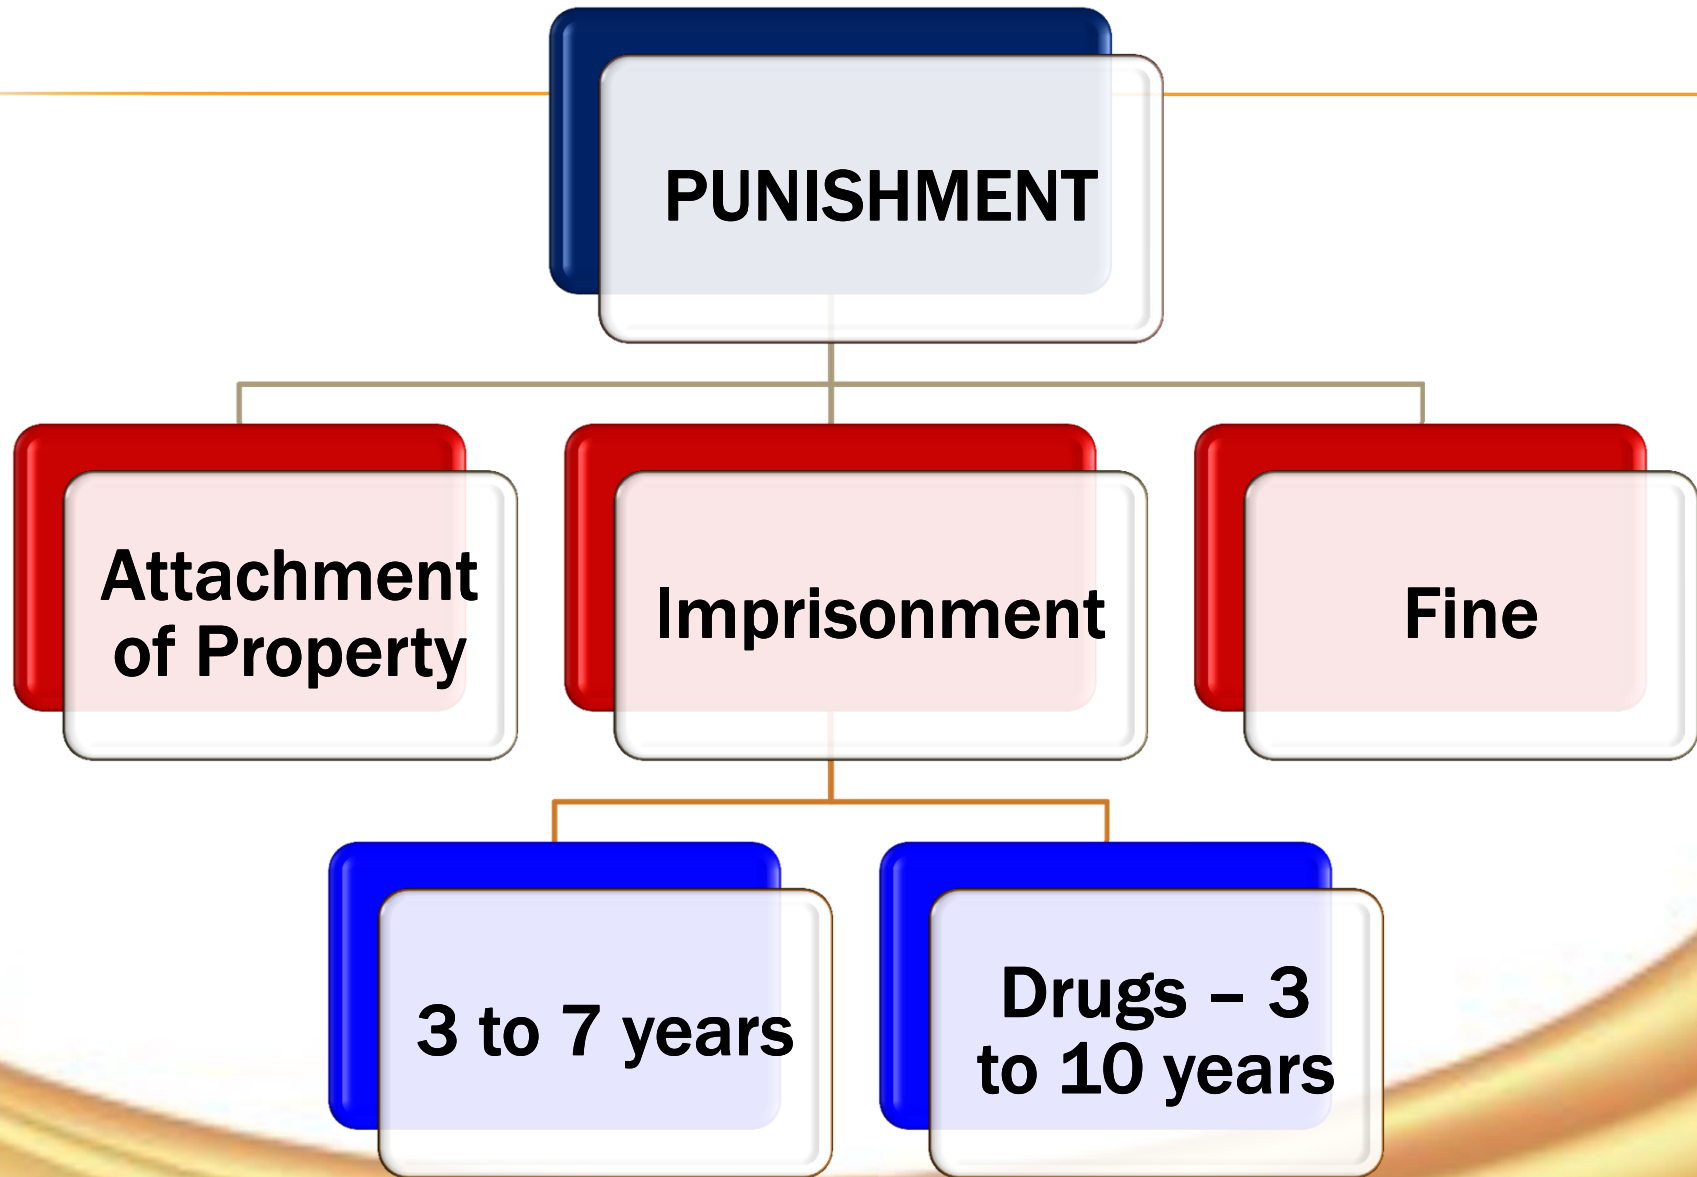 PUNISHMENT
Attachment
of Property
Imprisonment
Fine
3 to 7 years
Drugs – 3
to 10 years